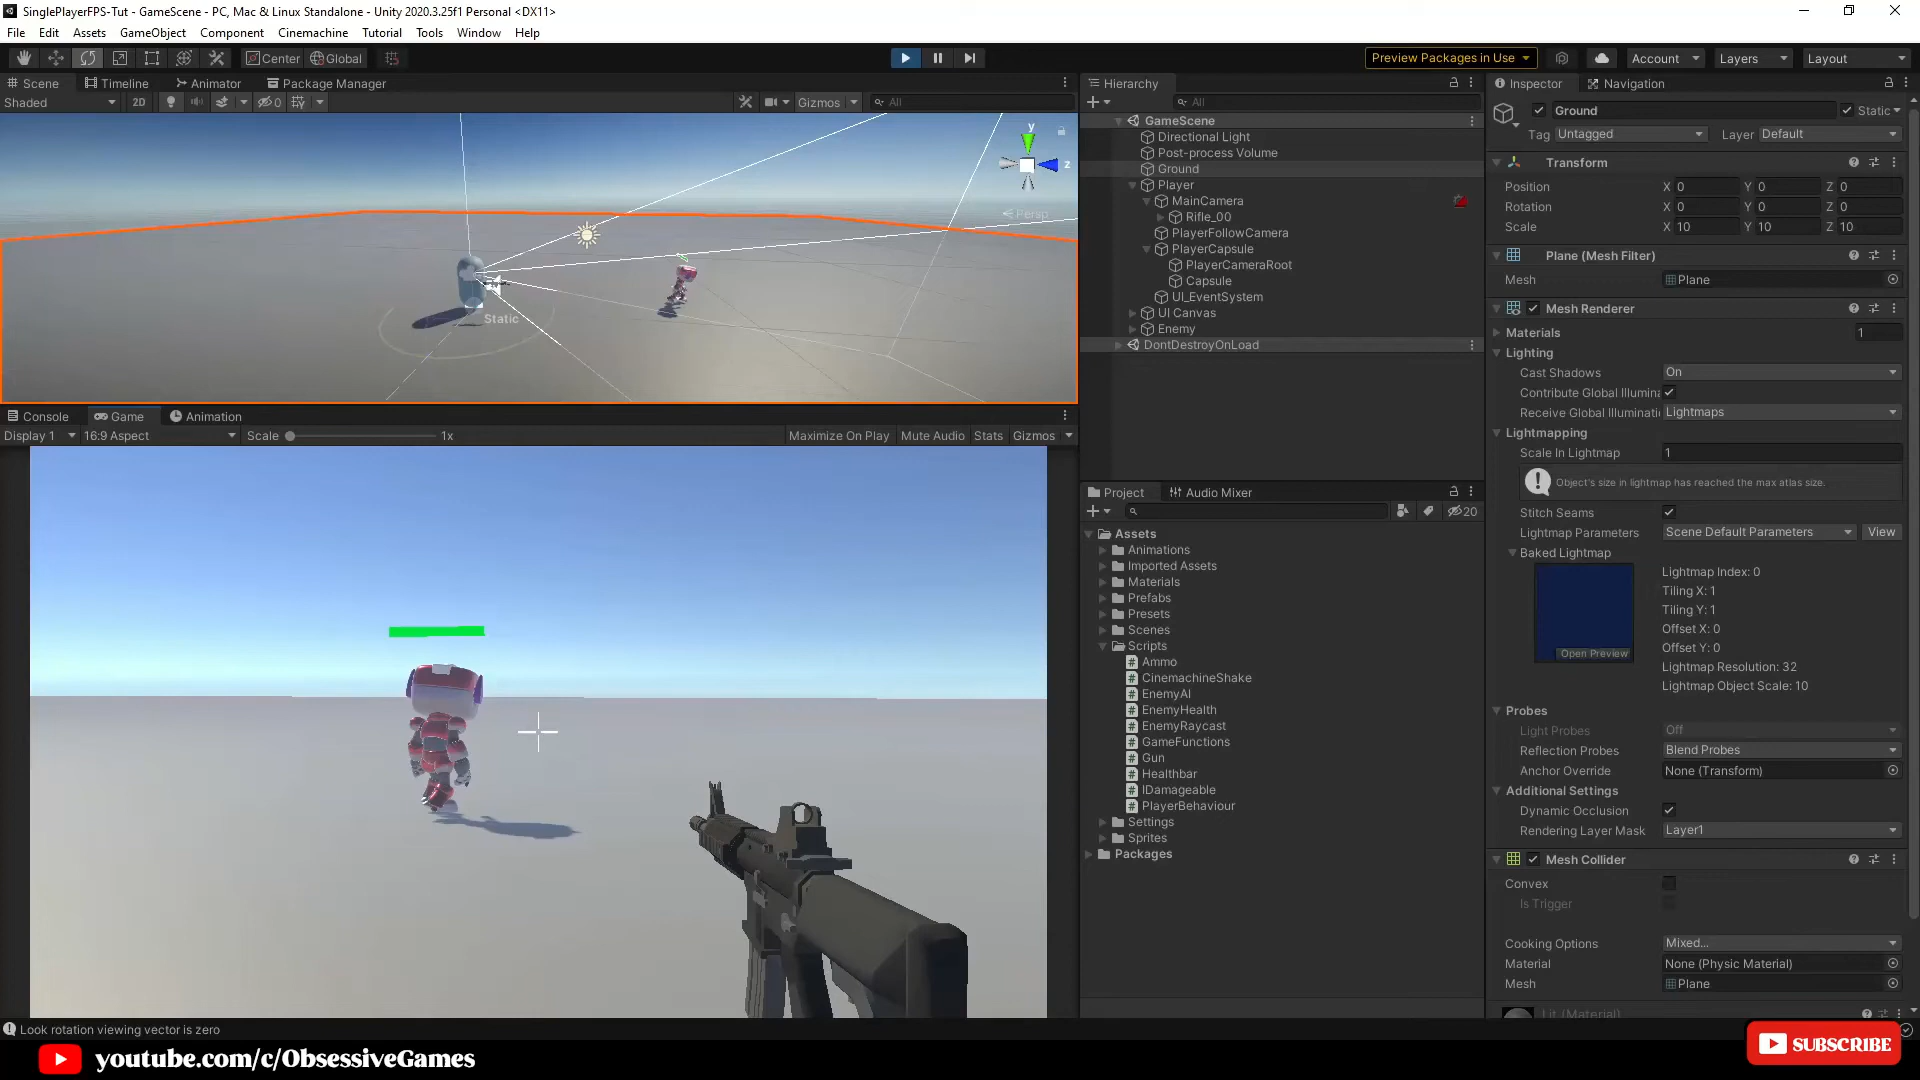 SinglePlayerFPS-Tut - GameScene - PC, Mac & Linux Standalone - Unity 2020.3.25f1 Personal <DX11>
File Edit Assets GameObject Component Cinemachine Tutorial Tools Window Help
Center Global Preview Packages in Use Account Layers Layout
Scene Timeline Animator Package Manager
Shaded 2D 0 Gizmos All
y
z
Persp
Static
Console Game Animation
Display 1 16:9 Aspect Scale 1x Maximize On Play Mute Audio Stats Gizmos
Look rotation viewing vector is zero
Hierarchy
All
GameScene
Directional Light
Post-process Volume
Ground
Player
MainCamera
Rifle_00
PlayerFollowCamera
PlayerCapsule
PlayerCameraRoot
Capsule
UI_EventSystem
UI Canvas
Enemy
DontDestroyOnLoad
Project Audio Mixer
20
Assets
Animations
Imported Assets
Materials
Prefabs
Presets
Scenes
Scripts
Ammo
CinemachineShake
EnemyAI
EnemyHealth
EnemyRaycast
GameFunctions
Gun
Healthbar
IDamageable
PlayerBehaviour
Settings
Sprites
Packages
Inspector Navigation
Ground Static
Tag Untagged Layer Default
Transform
Position X 0 Y 0 Z 0
Rotation X 0 Y 0 Z 0
Scale X 10 Y 10 Z 10
Plane (Mesh Filter)
Mesh Plane
Mesh Renderer
Materials 1
Lighting
Cast Shadows On
Contribute Global Illumina
Receive Global Illuminati Lightmaps
Lightmapping
Scale In Lightmap 1
Object's size in lightmap has reached the max atlas size.
Stitch Seams
Lightmap Parameters Scene Default Parameters View
Baked Lightmap
Open Preview
Lightmap Index: 0
Tiling X: 1
Tiling Y: 1
Offset X: 0
Offset Y: 0
Lightmap Resolution: 32
Lightmap Object Scale: 10
Probes
Light Probes Off
Reflection Probes Blend Probes
Anchor Override None (Transform)
Additional Settings
Dynamic Occlusion
Rendering Layer Mask Layer1
Mesh Collider
Convex
Is Trigger
Cooking Options Mixed...
Material None (Physic Material)
Mesh Plane
Lit (Material)
youtube.com/c/ObsessiveGames
SUBSCRIBE